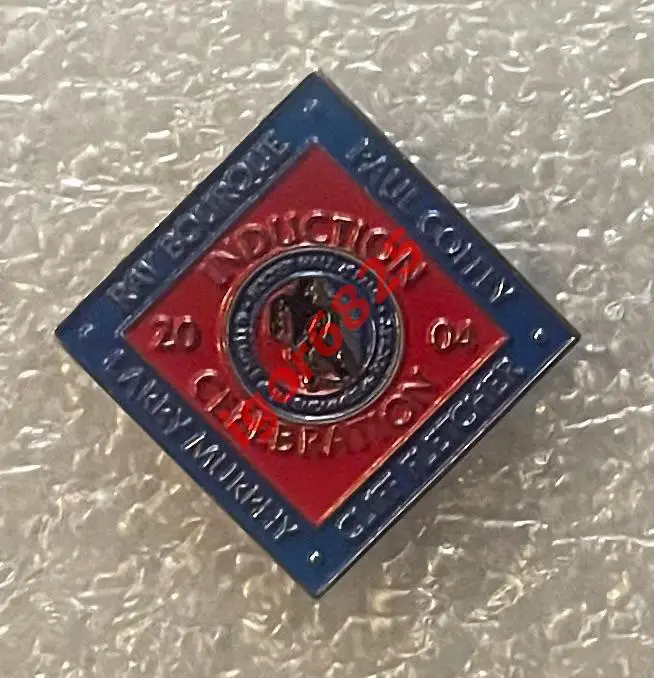 RAY BOURQUE
PAUL COFFEY
INDUCTION
20 04
CELEBRATION
LARRY MURPHY
CLIFF FLETCHER